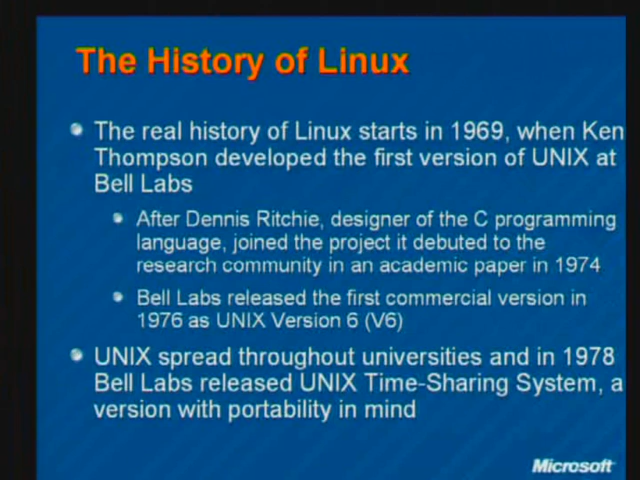 The History of Linux
The real history of Linux starts in 1969, when Ken
Thompson developed the first version of UNIX at
Bell Labs
After Dennis Ritchie, designer of the C programming
language, joined the project it debuted to the
research community in an academic paper in 1974
Bell Labs released the first commercial version in
1976 as UNIX Version 6 (V6)
UNIX spread throughout universities and in 1978
Bell Labs released UNIX Time-Sharing System, a
version with portability in mind
Microsoft